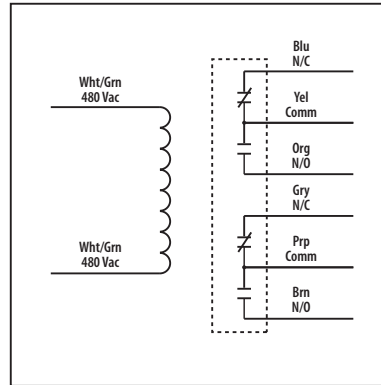 Wht/Grn
480 Vac
Wht/Grn
480 Vac
Blu
N/C
Yel
Comm
Org
N/O
Gry
N/C
Prp
Comm
Brn
N/O